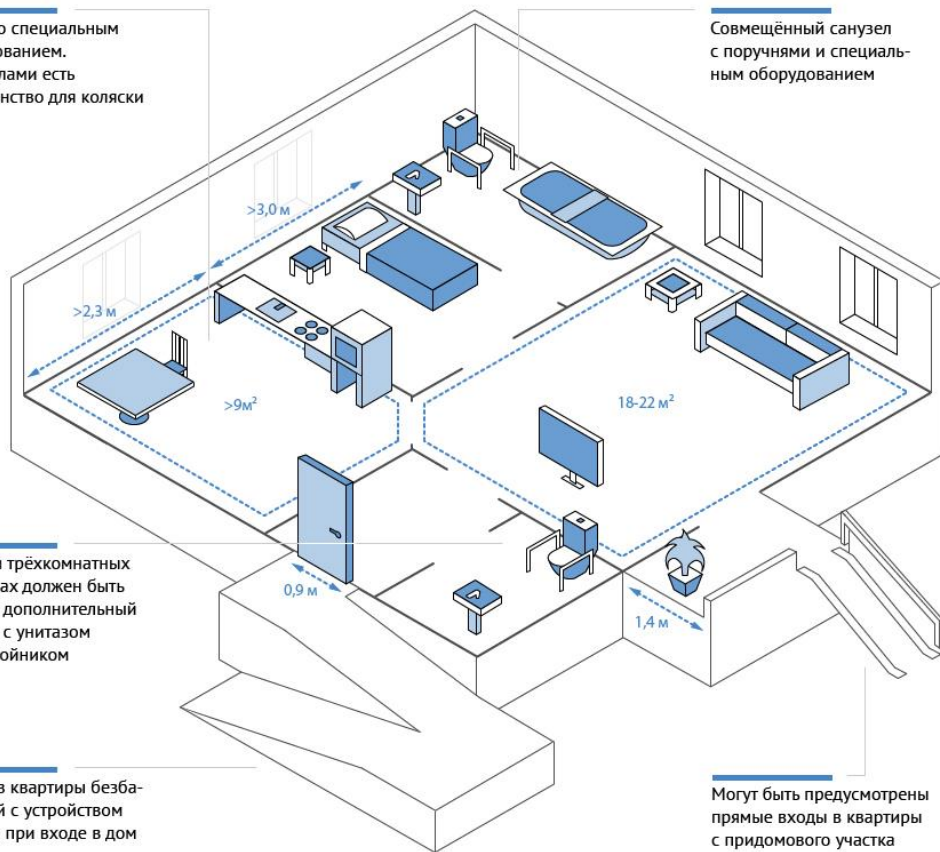 о специальным
ованием.
лами есть
нство для коляски
Совмещённый санузел
с поручнями и специаль-
ным оборудованием
>3,0 м
>2,3 м
>9м²
18-22 м²
0,9 м
1,4 м
и трёхкомнатных
ах должен быть
дополнительный
с унитазом
ойником
в квартиры безба-
й с устройством
при входе в дом
Могут быть предусмотрены
прямые входы в квартиры
с придомового участка